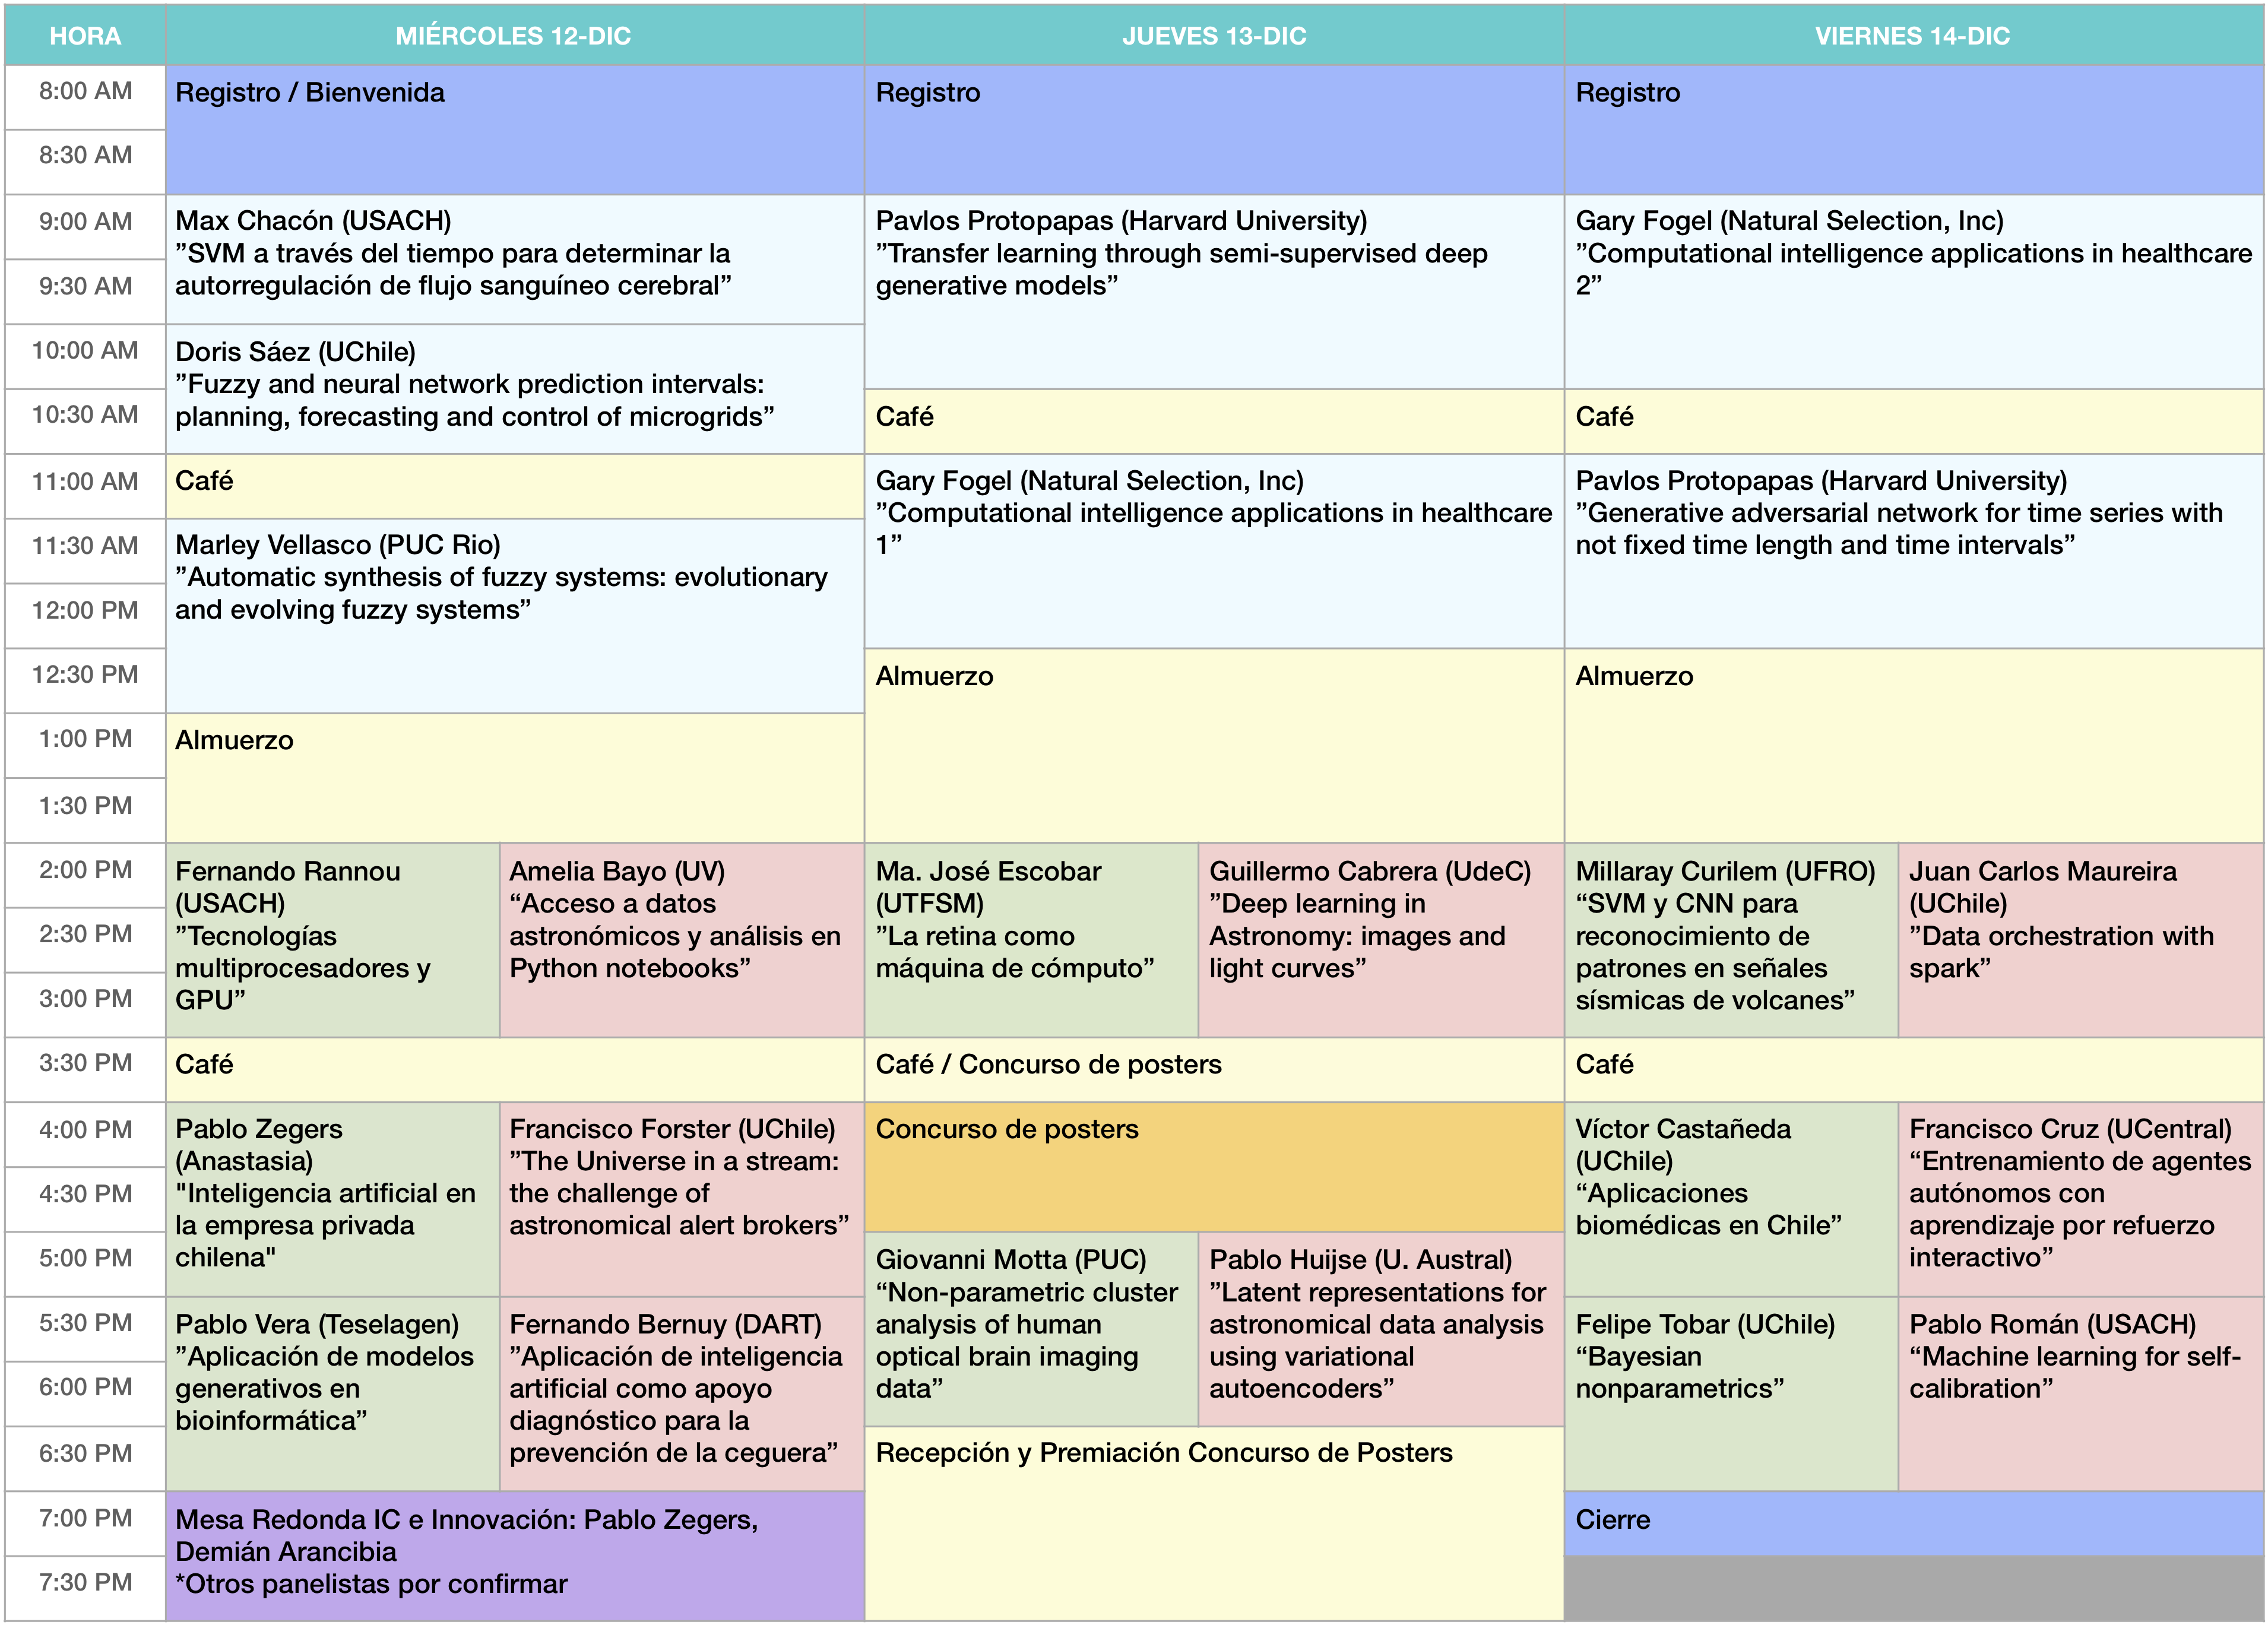 HORA
MIÉRCOLES 12-DIC
JUEVES 13-DIC
VIERNES 14-DIC
8:00 AM
Registro / Bienvenida
Registro
Registro
8:30 AM
9:00 AM
Max Chacón (USACH)
”SVM a través del tiempo para determinar la
autorregulación de flujo sanguíneo cerebral”
Pavlos Protopapas (Harvard University)
”Transfer learning through semi-supervised deep
generative models”
Gary Fogel (Natural Selection, Inc)
”Computational intelligence applications in healthcare
2”
9:30 AM
10:00 AM
Doris Sáez (UChile)
”Fuzzy and neural network prediction intervals:
planning, forecasting and control of microgrids”
10:30 AM
Café
Café
11:00 AM
Café
Gary Fogel (Natural Selection, Inc)
”Computational intelligence applications in healthcare
1”
Pavlos Protopapas (Harvard University)
”Generative adversarial network for time series with
not fixed time length and time intervals”
11:30 AM
Marley Vellasco (PUC Rio)
”Automatic synthesis of fuzzy systems: evolutionary
and evolving fuzzy systems”
12:00 PM
12:30 PM
Almuerzo
Almuerzo
1:00 PM
Almuerzo
1:30 PM
2:00 PM
Fernando Rannou
(USACH)
”Tecnologías
multiprocesadores y
GPU”
Amelia Bayo (UV)
“Acceso a datos
astronómicos y análisis en
Python notebooks”
Ma. José Escobar
(UTFSM)
”La retina como
máquina de cómputo”
Guillermo Cabrera (UdeC)
”Deep learning in
Astronomy: images and
light curves”
Millaray Curilem (UFRO)
“SVM y CNN para
reconocimiento de
patrones en señales
sísmicas de volcanes”
Juan Carlos Maureira
(UChile)
”Data orchestration with
spark”
2:30 PM
3:00 PM
3:30 PM
Café
Café / Concurso de posters
Café
4:00 PM
Pablo Zegers
(Anastasia)
"Inteligencia artificial en
la empresa privada
chilena"
Francisco Forster (UChile)
”The Universe in a stream:
the challenge of
astronomical alert brokers”
Concurso de posters
Víctor Castañeda
(UChile)
“Aplicaciones
biomédicas en Chile”
Francisco Cruz (UCentral)
“Entrenamiento de agentes
autónomos con
aprendizaje por refuerzo
interactivo”
4:30 PM
5:00 PM
Giovanni Motta (PUC)
“Non-parametric cluster
analysis of human
optical brain imaging
data”
Pablo Huijse (U. Austral)
”Latent representations for
astronomical data analysis
using variational
autoencoders”
5:30 PM
Pablo Vera (Teselagen)
”Aplicación de modelos
generativos en
bioinformática”
Fernando Bernuy (DART)
”Aplicación de inteligencia
artificial como apoyo
diagnóstico para la
prevención de la ceguera”
Felipe Tobar (UChile)
“Bayesian
nonparametrics”
Pablo Román (USACH)
“Machine learning for self-
calibration”
6:00 PM
6:30 PM
Recepción y Premiación Concurso de Posters
7:00 PM
Mesa Redonda IC e Innovación: Pablo Zegers,
Demián Arancibia
*Otros panelistas por confirmar
Cierre
7:30 PM